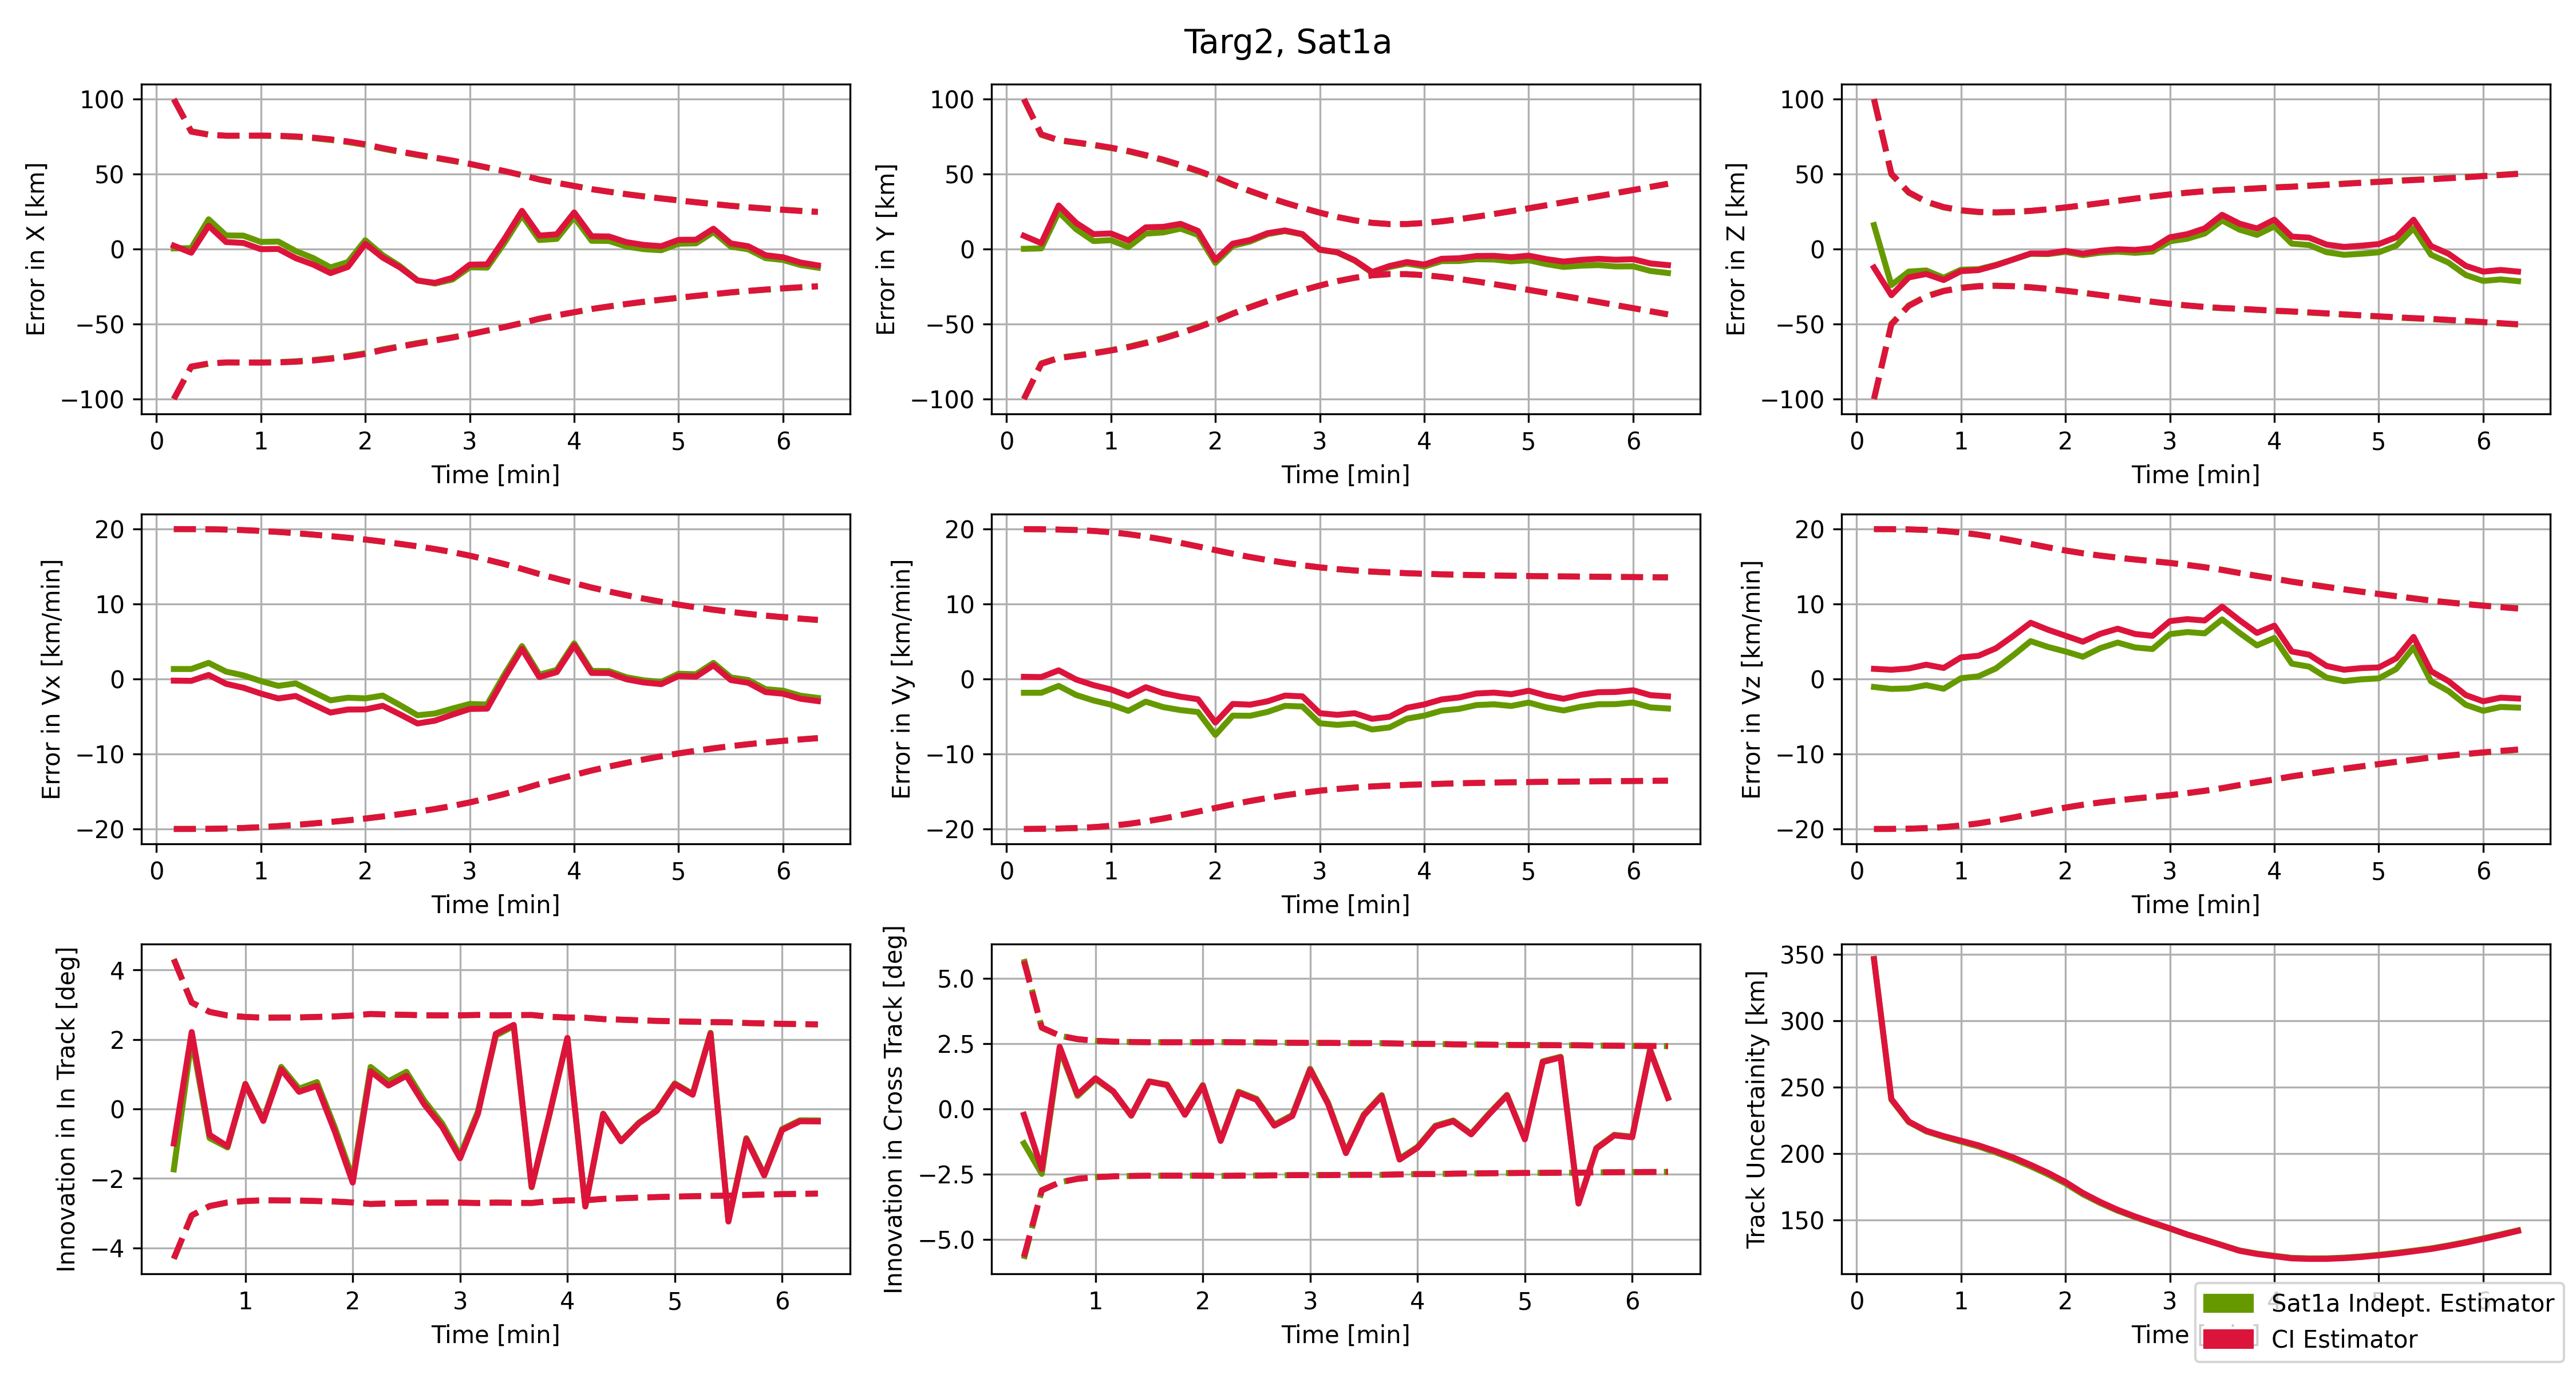 Targ2, Sat1a
Error in X [km]
100
50
0
−50
−100
0 1 2 3 4 5 6
Time [min]
Error in Y [km]
100
50
0
−50
−100
0 1 2 3 4 5 6
Time [min]
Error in Z [km]
100
50
0
−50
−100
0 1 2 3 4 5 6
Time [min]
Error in Vx [km/min]
20
10
0
−10
−20
0 1 2 3 4 5 6
Time [min]
Error in Vy [km/min]
20
10
0
−10
−20
0 1 2 3 4 5 6
Time [min]
Error in Vz [km/min]
20
10
0
−10
−20
0 1 2 3 4 5 6
Time [min]
Innovation in In Track [deg]
4
2
0
−2
−4
1 2 3 4 5 6
Time [min]
Innovation in Cross Track [deg]
5.0
2.5
0.0
−2.5
−5.0
1 2 3 4 5 6
Time [min]
Track Uncertainity [km]
350
300
250
200
150
0 1 2 3
Time
Sat1a Indept. Estimator
CI Estimator